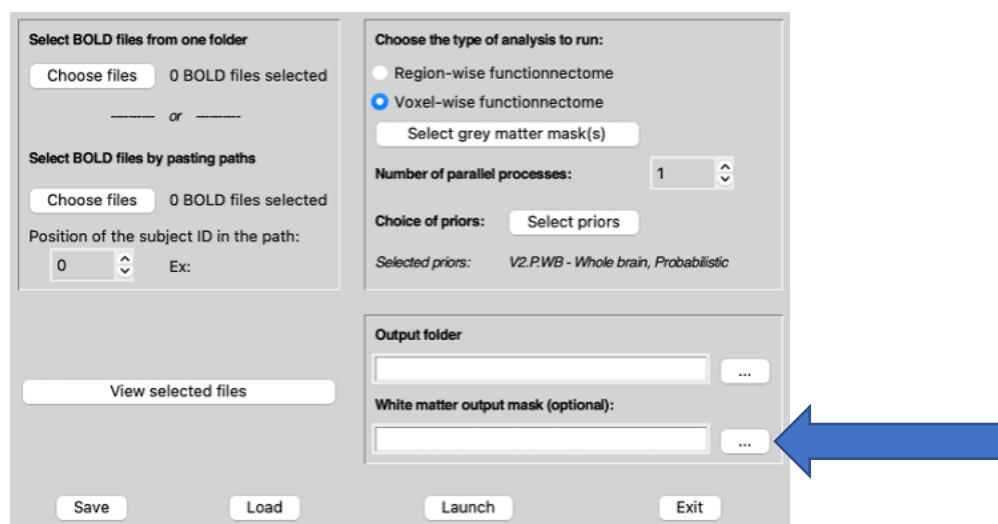 Select BOLD files from one folder
Choose files 0 BOLD files selected
---------- or ----------
Select BOLD files by pasting paths
Choose files 0 BOLD files selected
Position of the subject ID in the path:
0 Ex:
View selected files
Choose the type of analysis to run:
Region-wise functionnectome
Voxel-wise functionnectome
Select grey matter mask(s)
Number of parallel processes: 1
Choice of priors: Select priors
Selected priors: V2.P.WB - Whole brain, Probabilistic
Output folder
...
White matter output mask (optional):
...
Save Load Launch Exit